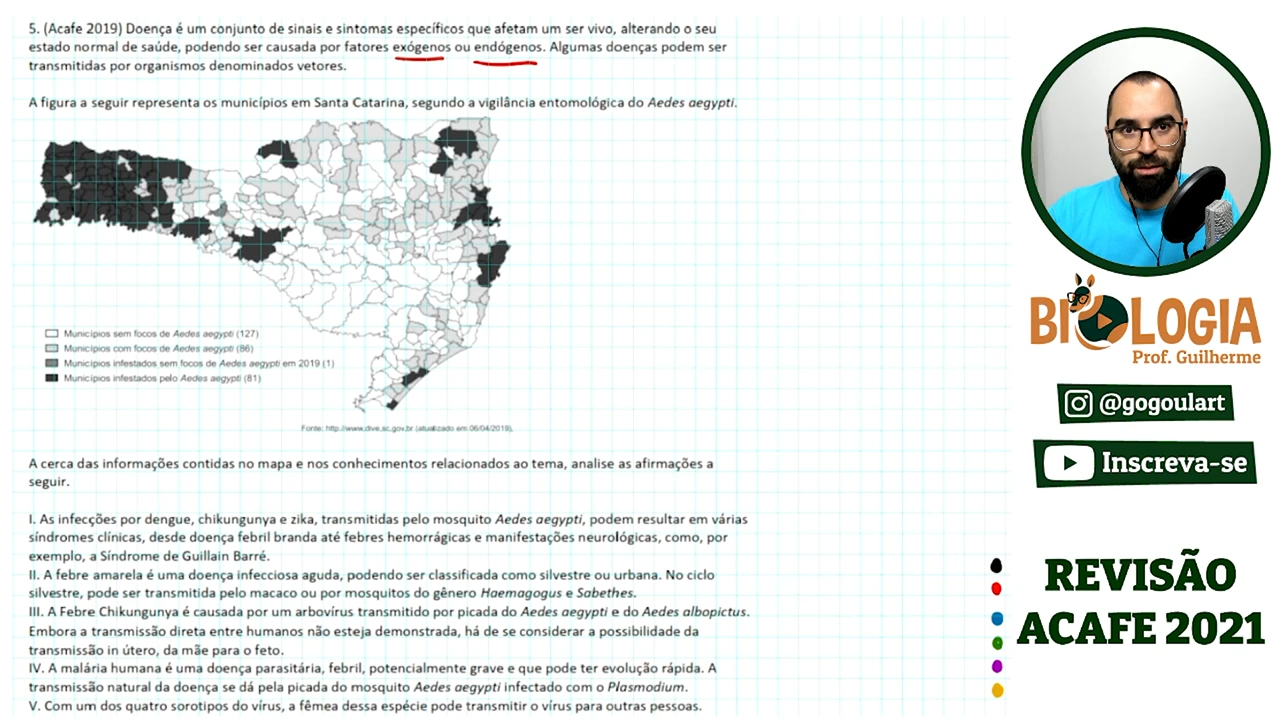 5. (Acafe 2019) Doença é um conjunto de sinais e sintomas específicos que afetam um ser vivo, alterando o seu
estado normal de saúde, podendo ser causada por fatores exógenos ou endógenos. Algumas doenças podem ser
transmitidas por organismos denominados vetores.
A figura a seguir representa os municípios em Santa Catarina, segundo a vigilância entomológica do Aedes aegypti.
Municípios sem focos de Aedes aegypti (127)
Municípios com focos de Aedes aegypti (86)
Municípios infestados sem focos de Aedes aegypti em 2019 (1)
Municípios infestados pelo Aedes aegypti (81)
Fonte: http://www.dive.sc.gov.br (atualizado em 06/04/2019).
A cerca das informações contidas no mapa e nos conhecimentos relacionados ao tema, analise as afirmações a
seguir.
I. As infecções por dengue, chikungunya e zika, transmitidas pelo mosquito Aedes aegypti, podem resultar em várias
síndromes clínicas, desde doença febril branda até febres hemorrágicas e manifestações neurológicas, como, por
exemplo, a Síndrome de Guillain Barré.
II. A febre amarela é uma doença infecciosa aguda, podendo ser classificada como silvestre ou urbana. No ciclo
silvestre, pode ser transmitida pelo macaco ou por mosquitos do gênero Haemagogus e Sabethes.
III. A Febre Chikungunya é causada por um arbovírus transmitido por picada do Aedes aegypti e do Aedes albopictus.
Embora a transmissão direta entre humanos não esteja demonstrada, há de se considerar a possibilidade da
transmissão in útero, da mãe para o feto.
IV. A malária humana é uma doença parasitária, febril, potencialmente grave e que pode ter evolução rápida. A
transmissão natural da doença se dá pela picada do mosquito Aedes aegypti infectado com o Plasmodium.
V. Com um dos quatro sorotipos do vírus, a fêmea dessa espécie pode transmitir o vírus para outras pessoas.
BIOLOGIA
Prof. Guilherme
@gogoulart
Inscreva-se
REVISÃO
ACAFE 2021